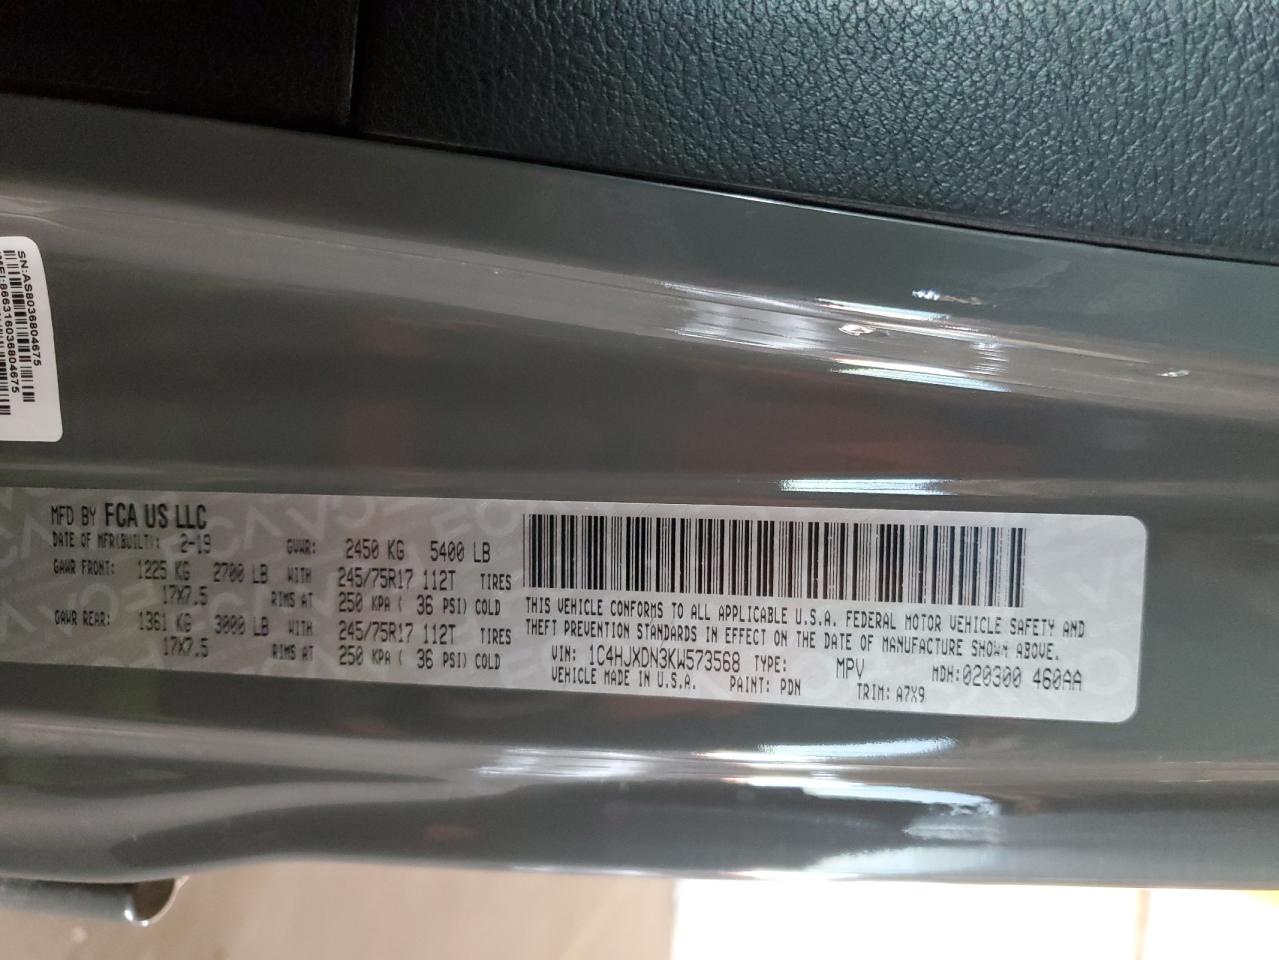 SN:AS8036804675
IMEI:866316036804675
MFD BY FCA US LLC
DATE OF MFR(BUILT): 2-19 GVWR: 2450 KG 5400 LB
GAWR FRONT: 1225 KG 2700 LB WITH 245/75R17 112T TIRES
17X7.5 RIMS AT 250 KPA ( 36 PSI) COLD
GAWR REAR: 1361 KG 3000 LB WITH 245/75R17 112T TIRES
17X7.5 RIMS AT 250 KPA ( 36 PSI) COLD
THIS VEHICLE CONFORMS TO ALL APPLICABLE U.S.A. FEDERAL MOTOR VEHICLE SAFETY AND
THEFT PREVENTION STANDARDS IN EFFECT ON THE DATE OF MANUFACTURE SHOWN ABOVE.
VIN: 1C4HJXDN3KW573568 TYPE: MPV MDH:020300 460AA
VEHICLE MADE IN U.S.A. PAINT: PDN TRIM: A7X9